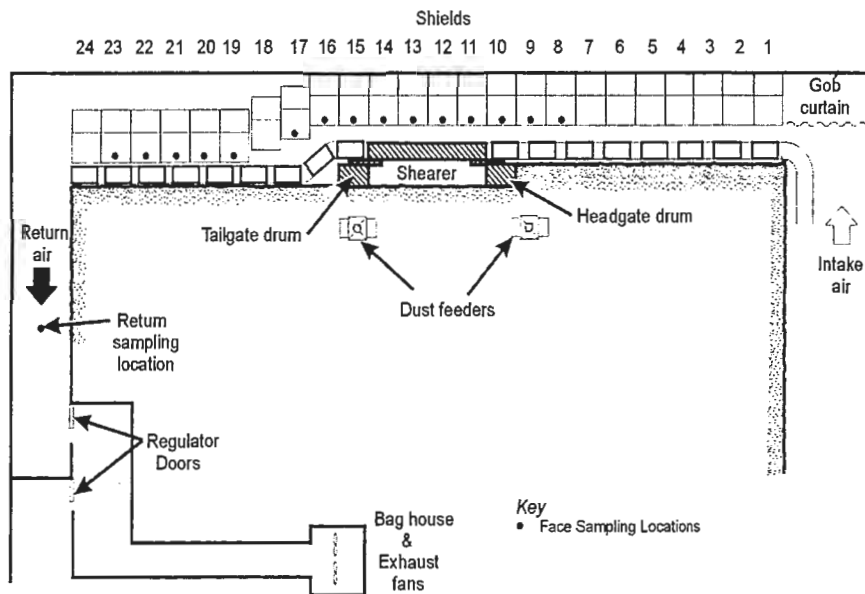 Shields
24 23 22 21 20 19 18 17 16 15 14 13 12 11 10 9 8 7 6 5 4 3 2 1
Gob
curtain
Shearer
Tailgate drum
Headgate drum
Return
air
Intake
air
Dust feeders
Return
sampling
location
Regulator
Doors
Bag house
&
Exhaust
fans
Key
• Face Sampling Locations